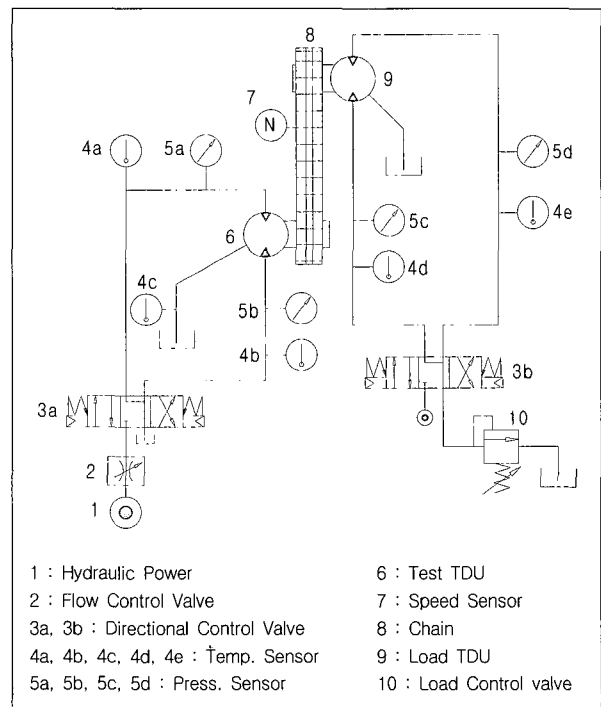 8
9
7
N
4a
5a
5d
4e
5c
6
4d
4c
5b
4b
3a
3b
10
2
1
1 : Hydraulic Power
2 : Flow Control Valve
3a, 3b : Directional Control Valve
4a, 4b, 4c, 4d, 4e : Temp. Sensor
5a, 5b, 5c, 5d : Press. Sensor
6 : Test TDU
7 : Speed Sensor
8 : Chain
9 : Load TDU
10 : Load Control valve